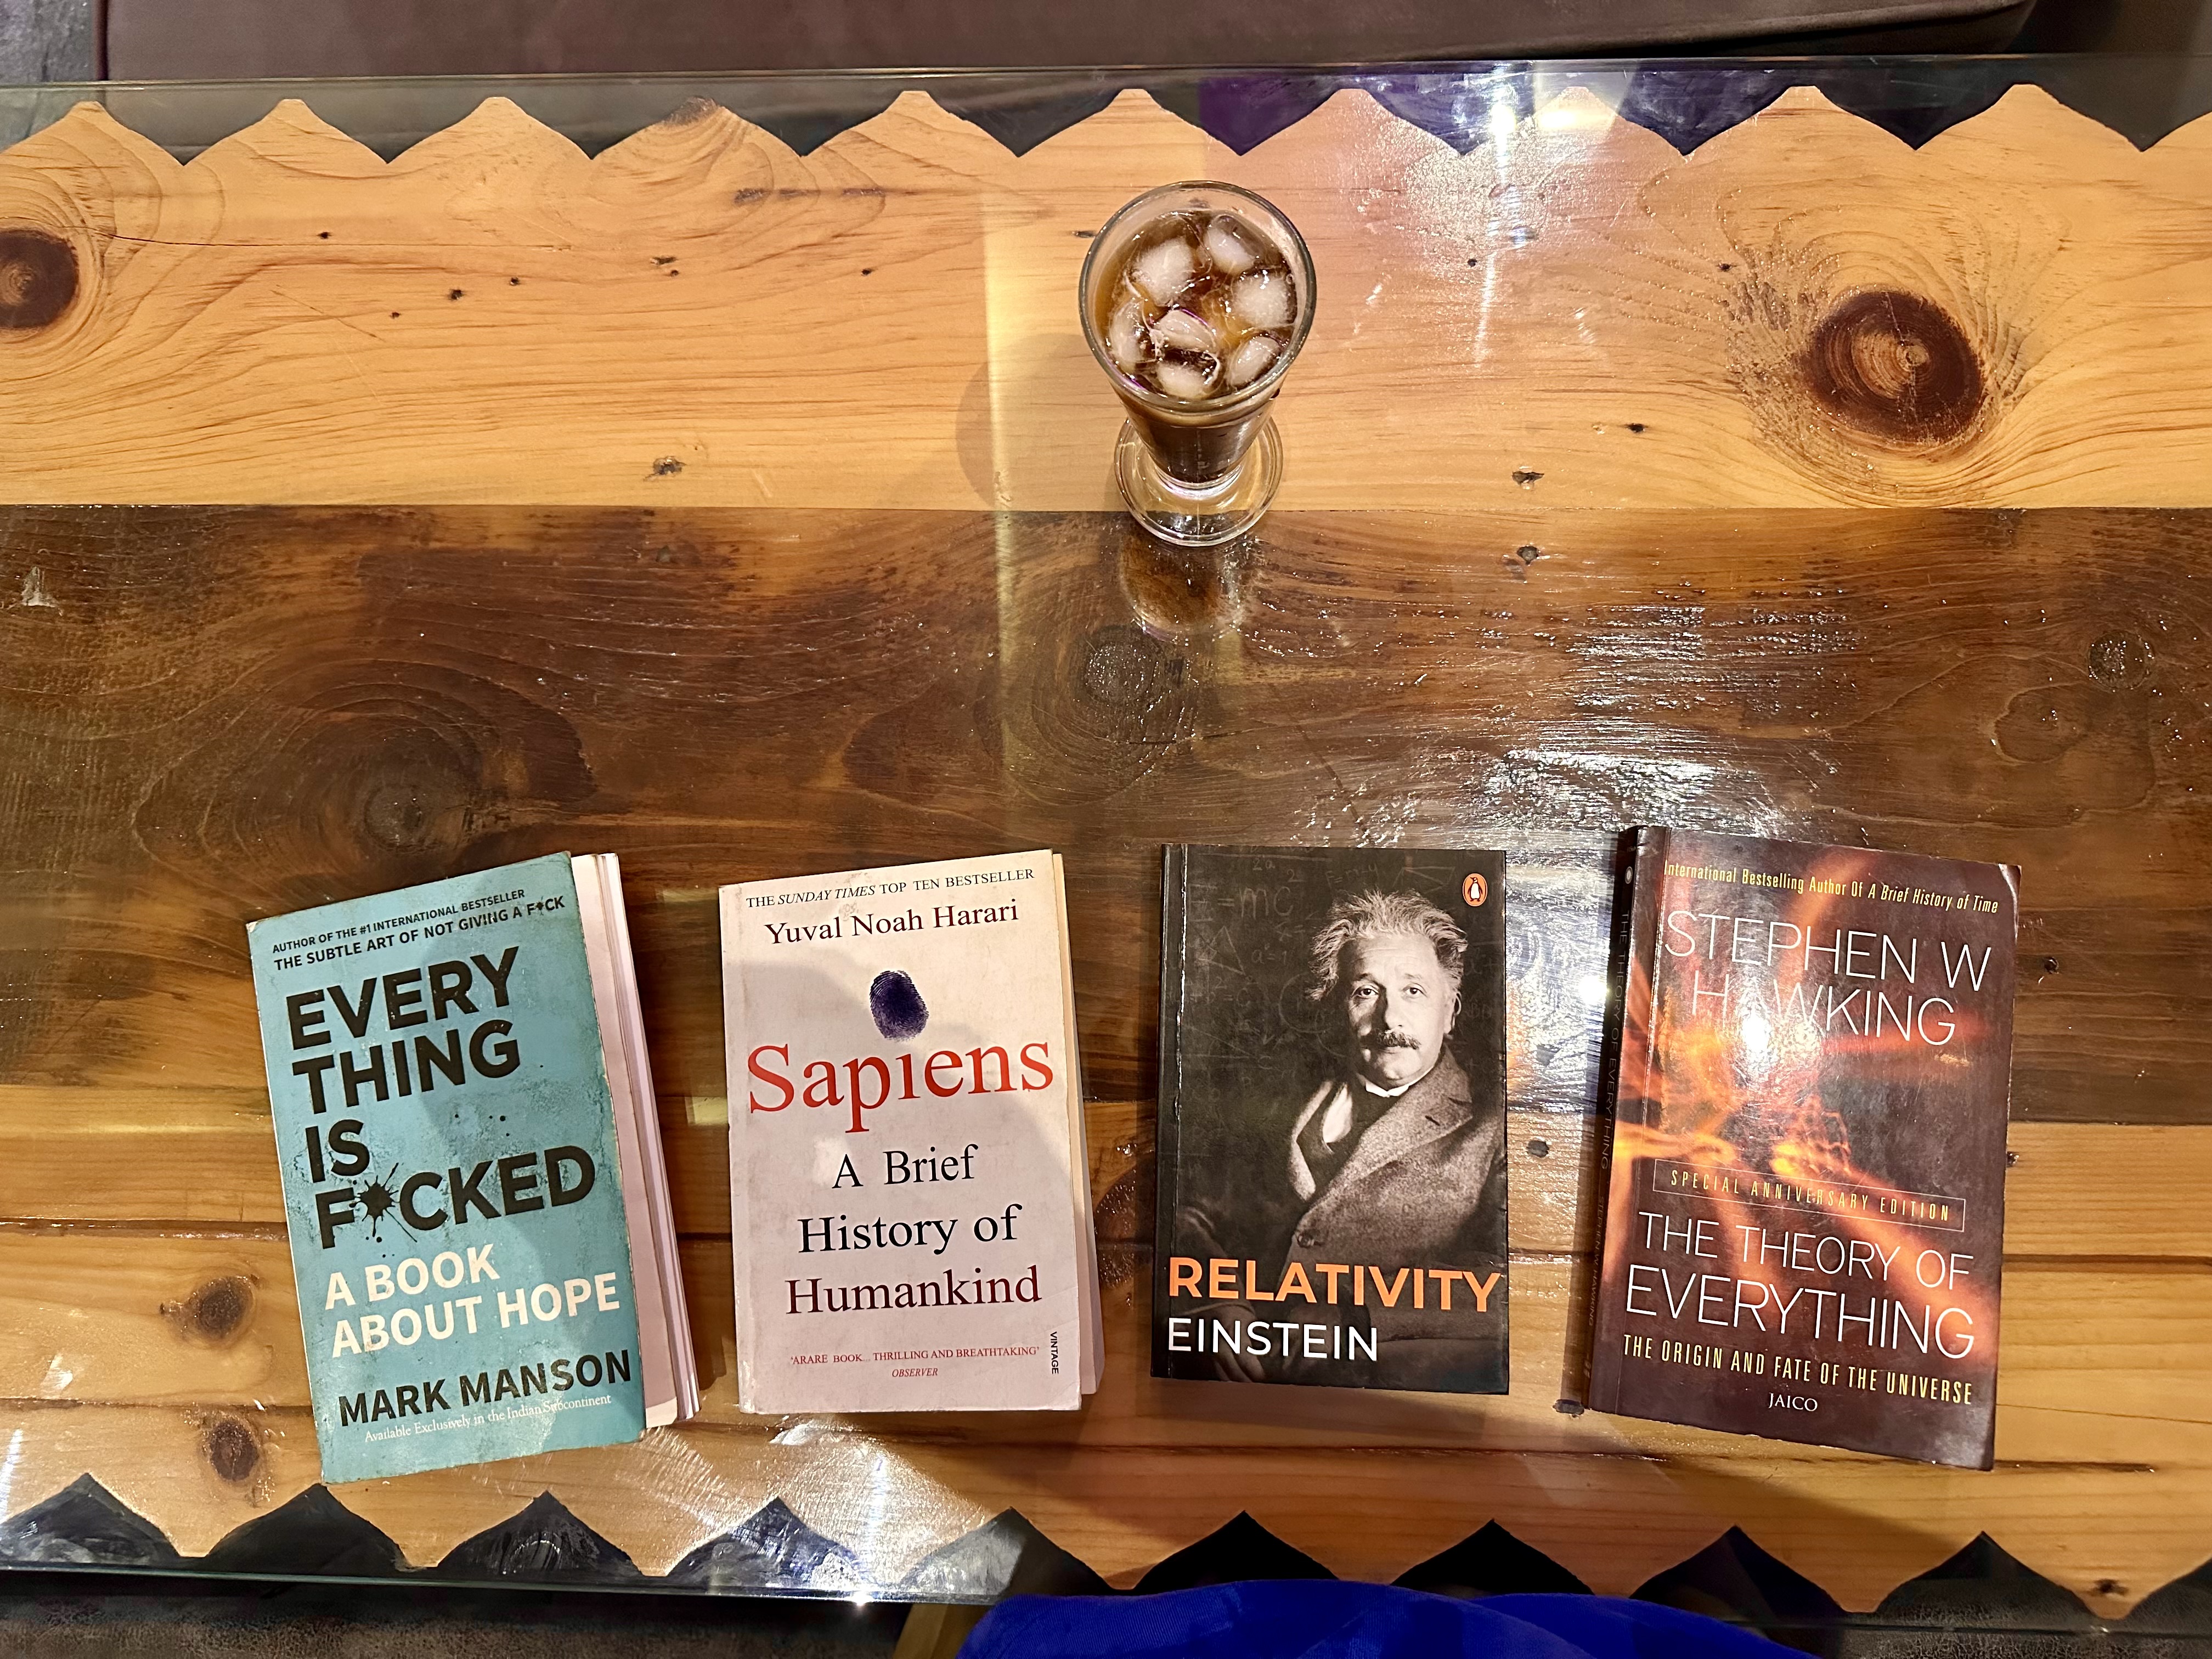 AUTHOR OF THE #1 INTERNATIONAL BESTSELLER
THE SUBTLE ART OF NOT GIVING A F*CK
EVERY
THING
IS
F*CKED
A BOOK
ABOUT HOPE
MARK MANSON
Available Exclusively in the Indian Subcontinent
THE SUNDAY TIMES TOP TEN BESTSELLER
Yuval Noah Harari
Sapiens
A Brief
History of
Humankind
VINTAGE
'A RARE BOOK... THRILLING AND BREATHTAKING'
OBSERVER
RELATIVITY
EINSTEIN
THE THEORY OF EVERYTHING
International Bestselling Author Of A Brief History of Time
STEPHEN W
HAWKING
SPECIAL ANNIVERSARY EDITION
THE THEORY OF
EVERYTHING
THE ORIGIN AND FATE OF THE UNIVERSE
JAICO